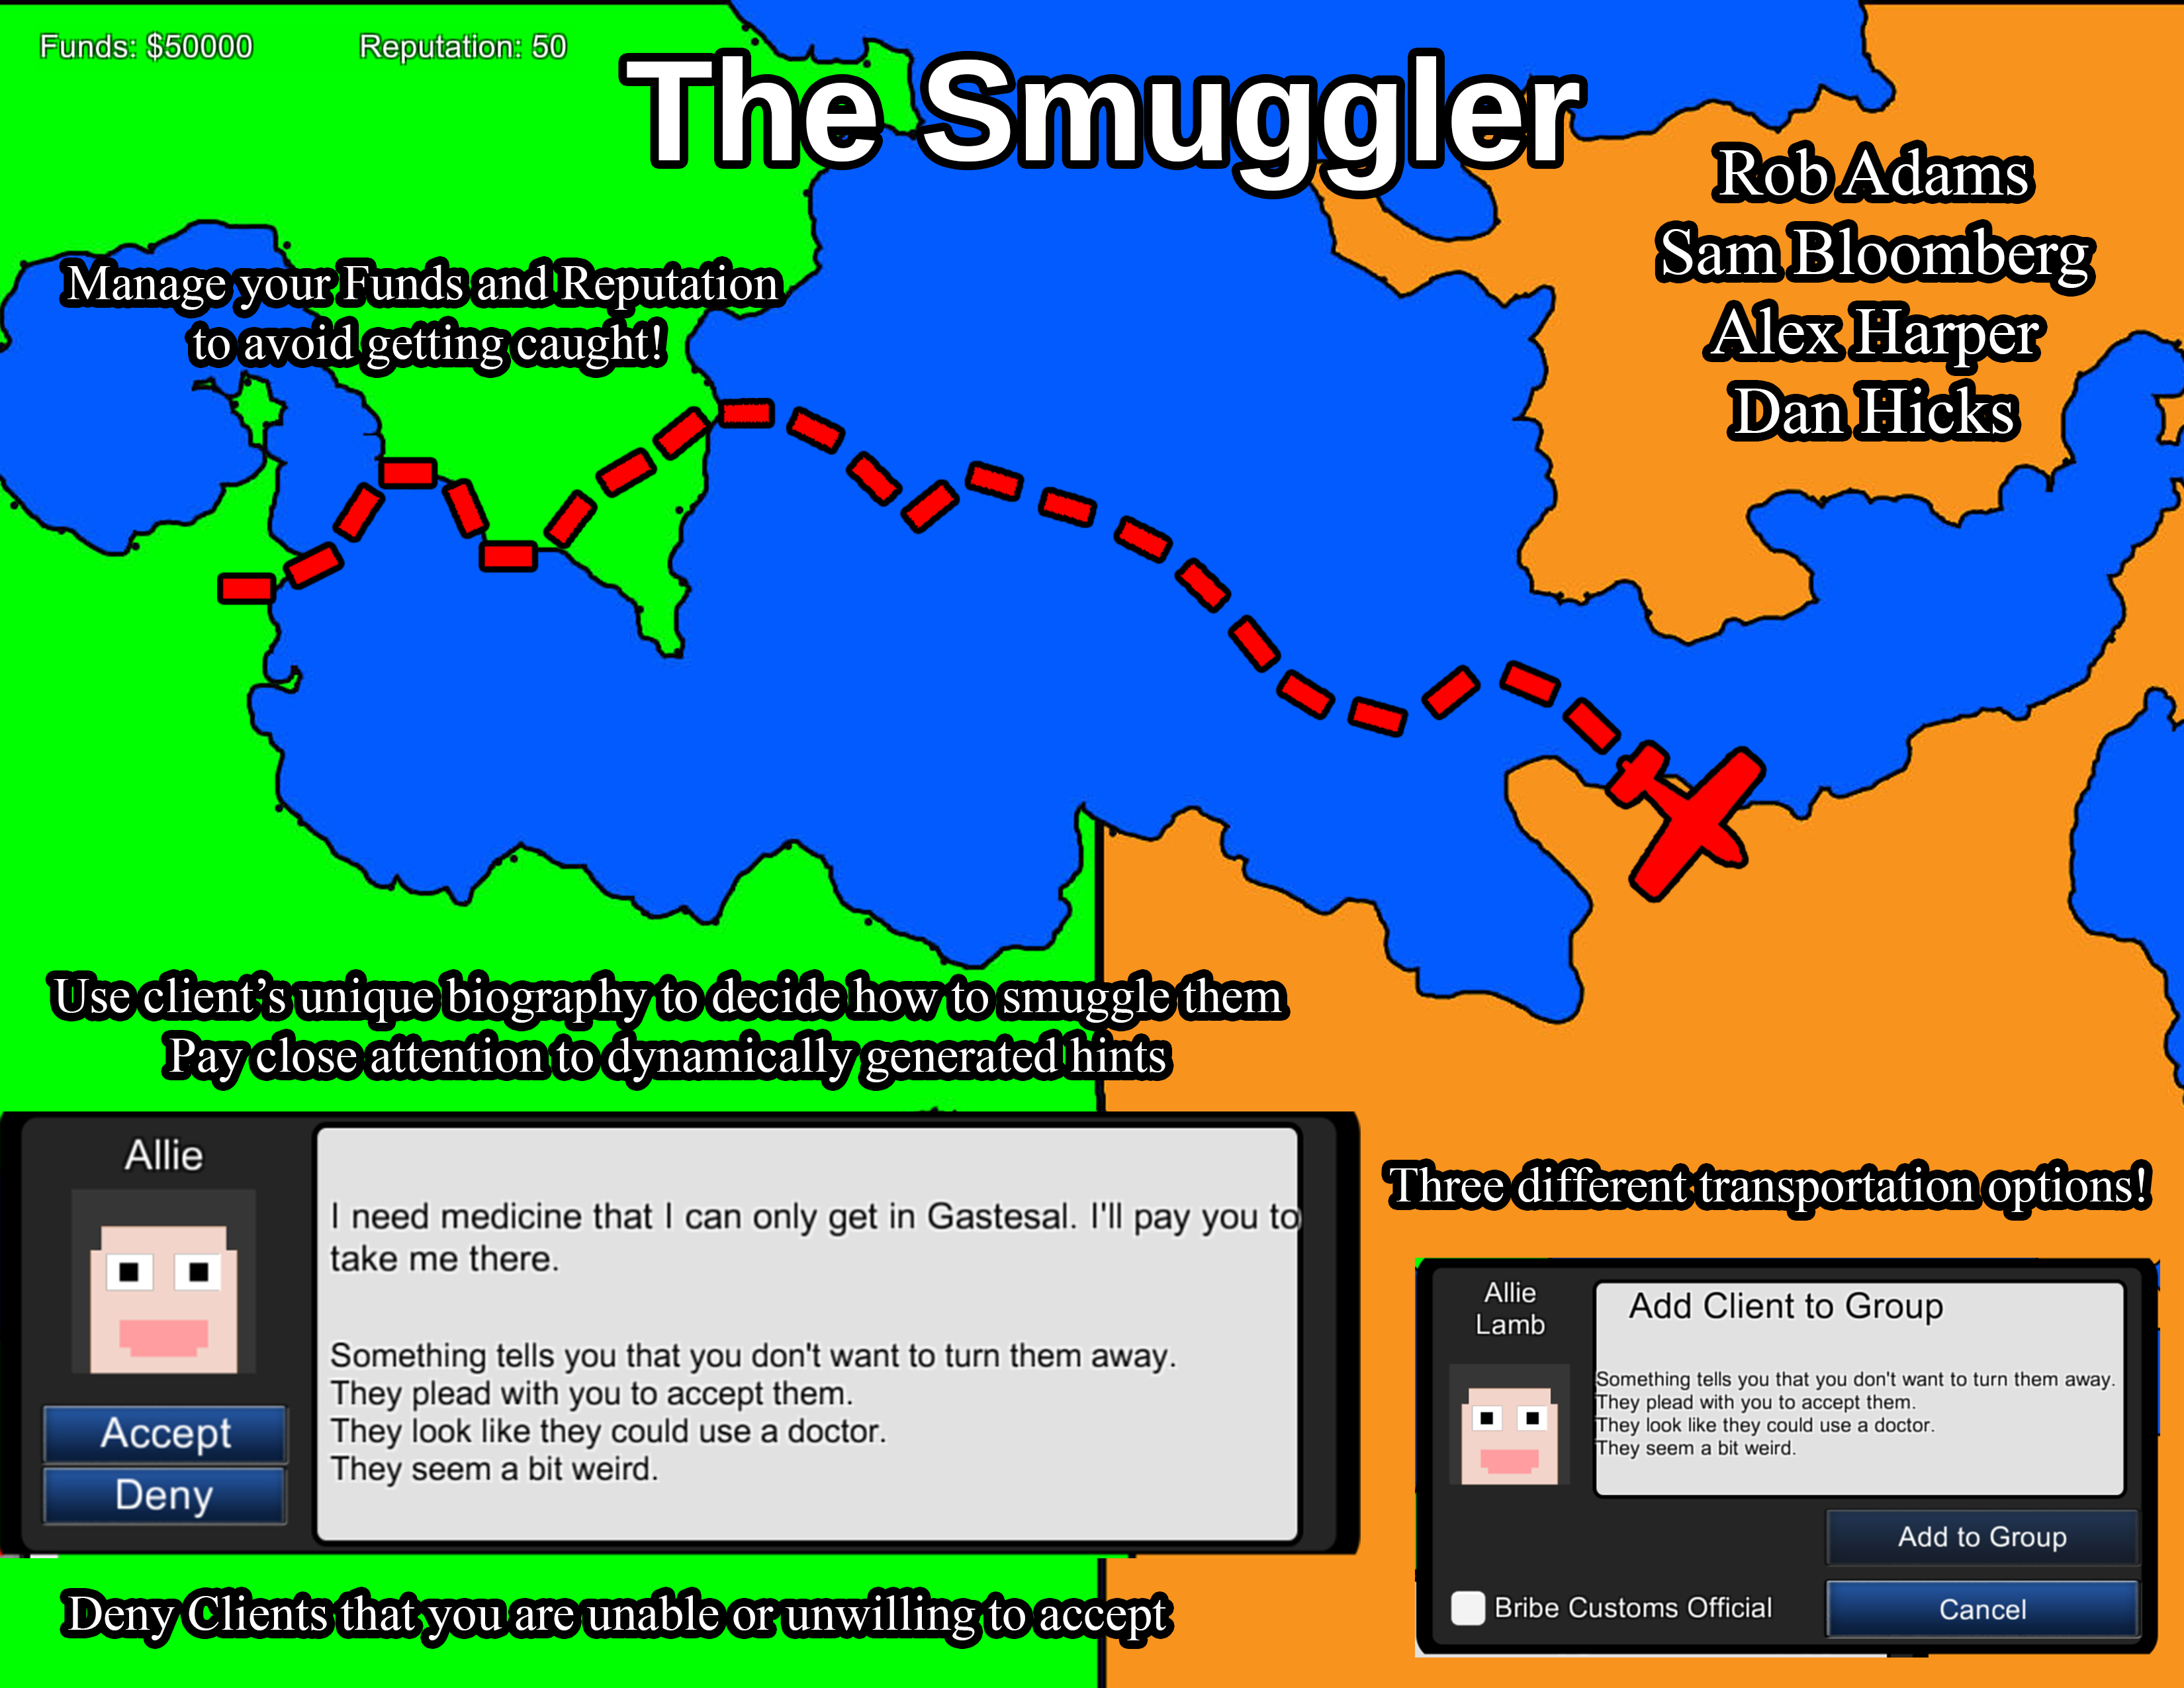 Funds: $50000
Reputation: 50
The Smuggler
Rob Adams
Sam Bloomberg
Alex Harper
Dan Hicks
Manage your Funds and Reputation
to avoid getting caught!
Use client’s unique biography to decide how to smuggle them
Pay close attention to dynamically generated hints
Allie
I need medicine that I can only get in Gastesal. I'll pay you to
take me there.
Something tells you that you don't want to turn them away.
They plead with you to accept them.
They look like they could use a doctor.
They seem a bit weird.
Accept
Deny
Deny Clients that you are unable or unwilling to accept
Three different transportation options!
Allie
Lamb
Add Client to Group
Something tells you that you don't want to turn them away.
They plead with you to accept them.
They look like they could use a doctor.
They seem a bit weird.
Add to Group
Bribe Customs Official
Cancel